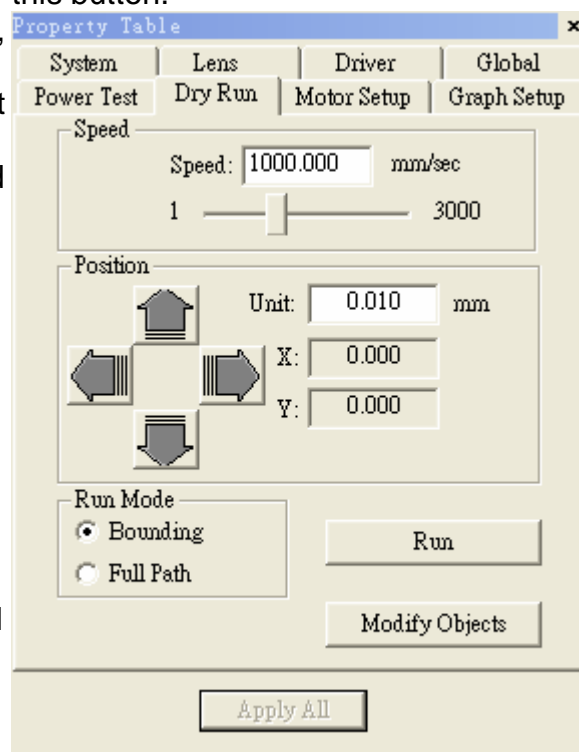 this button.
Property Table
,
System Lens Driver Global
t
Power Test Dry Run Motor Setup Graph Setup
Speed
d
Speed: 1000.000 mm/sec
1 3000
Position
Unit: 0.010 mm
X: 0.000
Y: 0.000
Run Mode
Bounding
Full Path
Run
Modify Objects
Apply All